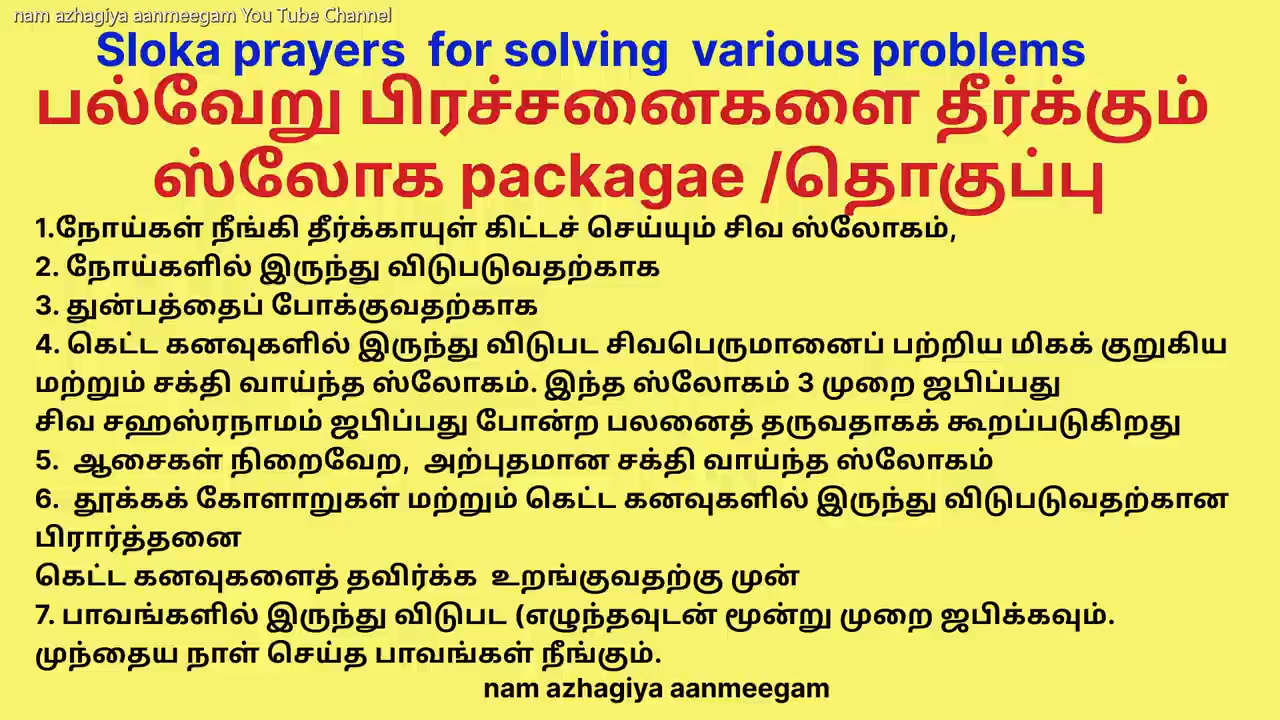 nam azhagiya aanmeegam You Tube Channel
Sloka prayers for solving various problems
பல்வேறு பிரச்சனைகளை தீர்க்கும்
ஸ்லோக packagae /தொகுப்பு
1.நோய்கள் நீங்கி தீர்க்காயுள் கிட்டச் செய்யும் சிவ ஸ்லோகம்,
2. நோய்களில் இருந்து விடுபடுவதற்காக
3. துன்பத்தைப் போக்குவதற்காக
4. கெட்ட கனவுகளில் இருந்து விடுபட சிவபெருமானைப் பற்றிய மிகக் குறுகிய
மற்றும் சக்தி வாய்ந்த ஸ்லோகம். இந்த ஸ்லோகம் 3 முறை ஜபிப்பது
சிவ சஹஸ்ரநாமம் ஜபிப்பது போன்ற பலனைத் தருவதாகக் கூறப்படுகிறது
5. ஆசைகள் நிறைவேற, அற்புதமான சக்தி வாய்ந்த ஸ்லோகம்
6. தூக்கக் கோளாறுகள் மற்றும் கெட்ட கனவுகளில் இருந்து விடுபடுவதற்கான
பிரார்த்தனை
கெட்ட கனவுகளைத் தவிர்க்க உறங்குவதற்கு முன்
7. பாவங்களில் இருந்து விடுபட (எழுந்தவுடன் மூன்று முறை ஜபிக்கவும்.
முந்தைய நாள் செய்த பாவங்கள் நீங்கும்.
nam azhagiya aanmeegam